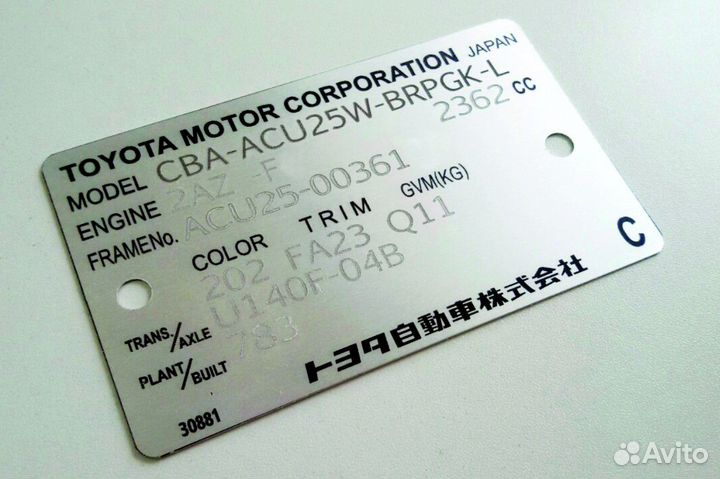 TOYOTA MOTOR CORPORATION JAPAN
MODEL CBA-ACU25W-BRPGK-L
ENGINE 2AZ -F 2362 CC
FRAMENo. ACU25-00361
COLOR TRIM GVM(KG)
202 FA23 Q11
TRANS./AXLE U140F-04B
PLANT/BUILT 783
トヨタ自動車株式会社 C
30881
Avito